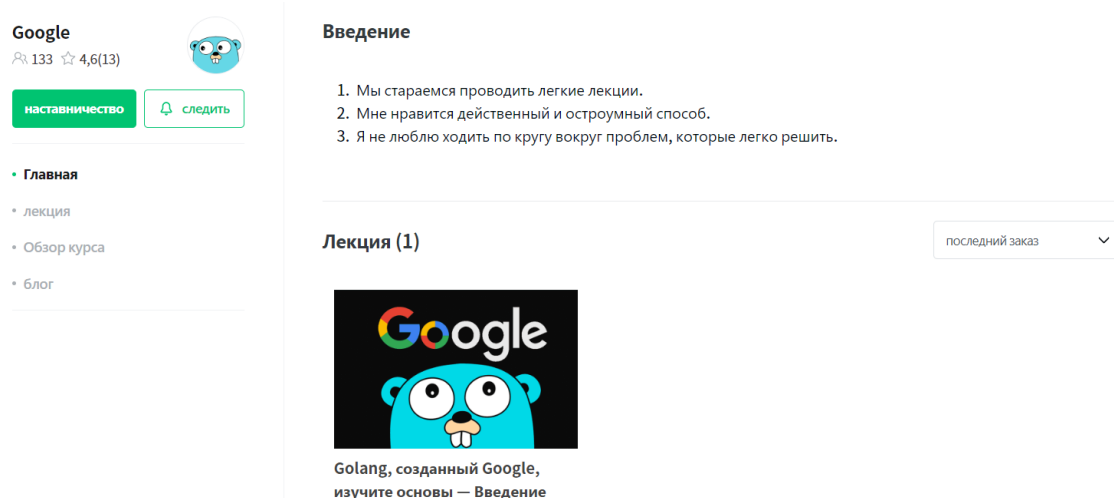 Google
133 4,6(13)
наставничество
следить
Главная
лекция
Обзор курса
блог
Введение
1. Мы стараемся проводить легкие лекции.
2. Мне нравится действенный и остроумный способ.
3. Я не люблю ходить по кругу вокруг проблем, которые легко решить.
Лекция (1)
последний заказ
Google
Golang, созданный Google,
изучите основы — Введение